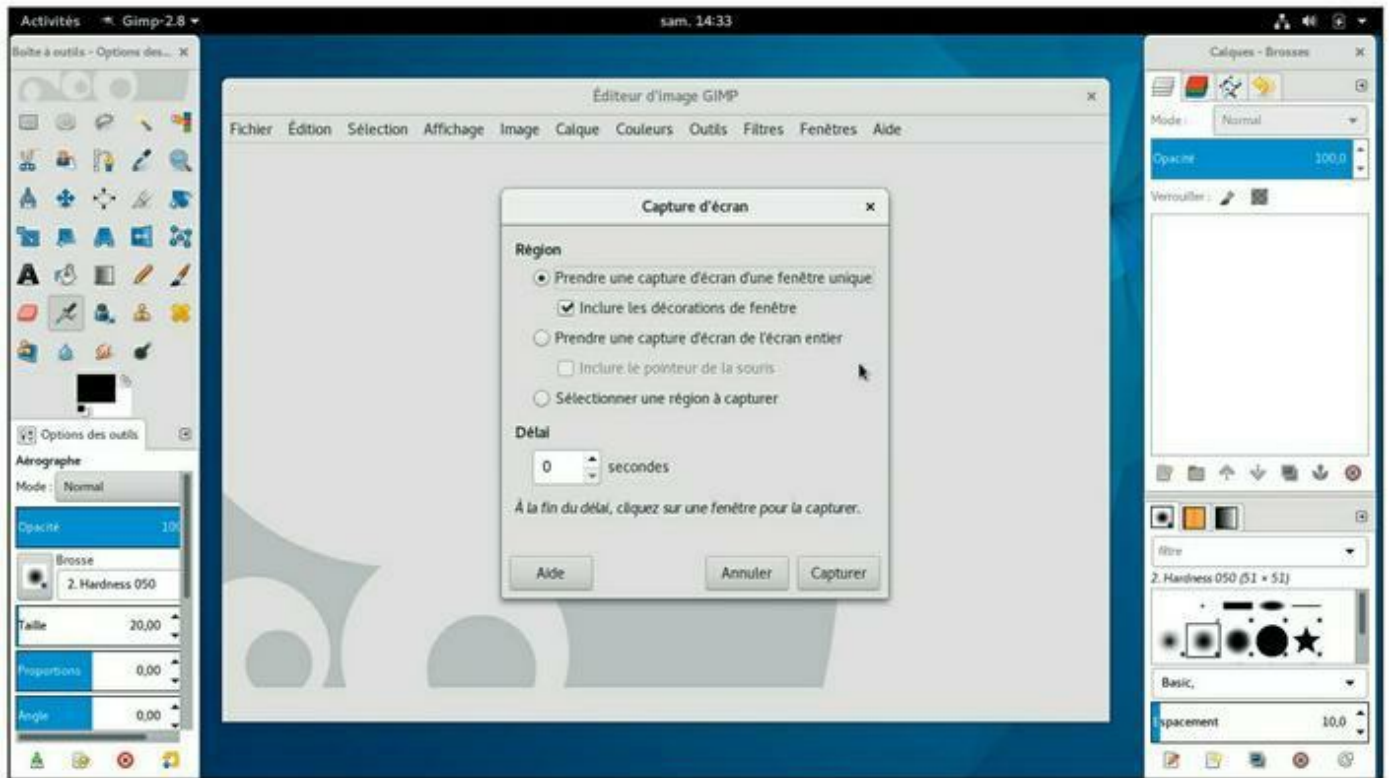 Activités Gimp-2.8 sam. 14:33
Boîte à outils - Options des...
Options des outils
Aérographe
Mode : Normal
Opacité 100
Brosse
2. Hardness 050
Taille 20,00
Proportions 0,00
Angle 0,00
Éditeur d'image GIMP
Fichier Édition Sélection Affichage Image Calque Couleurs Outils Filtres Fenêtres Aide
Capture d'écran
Région
Prendre une capture d'écran d'une fenêtre unique
Inclure les décorations de fenêtre
Prendre une capture d'écran de l'écran entier
Inclure le pointeur de la souris
Sélectionner une région à capturer
Délai
0 secondes
À la fin du délai, cliquez sur une fenêtre pour la capturer.
Aide Annuler Capturer
Calques - Brosses
Mode : Normal
Opacité 100,0
Verrouiller :
filtre
2. Hardness 050 (51 × 51)
Basic,
Espacement 10,0